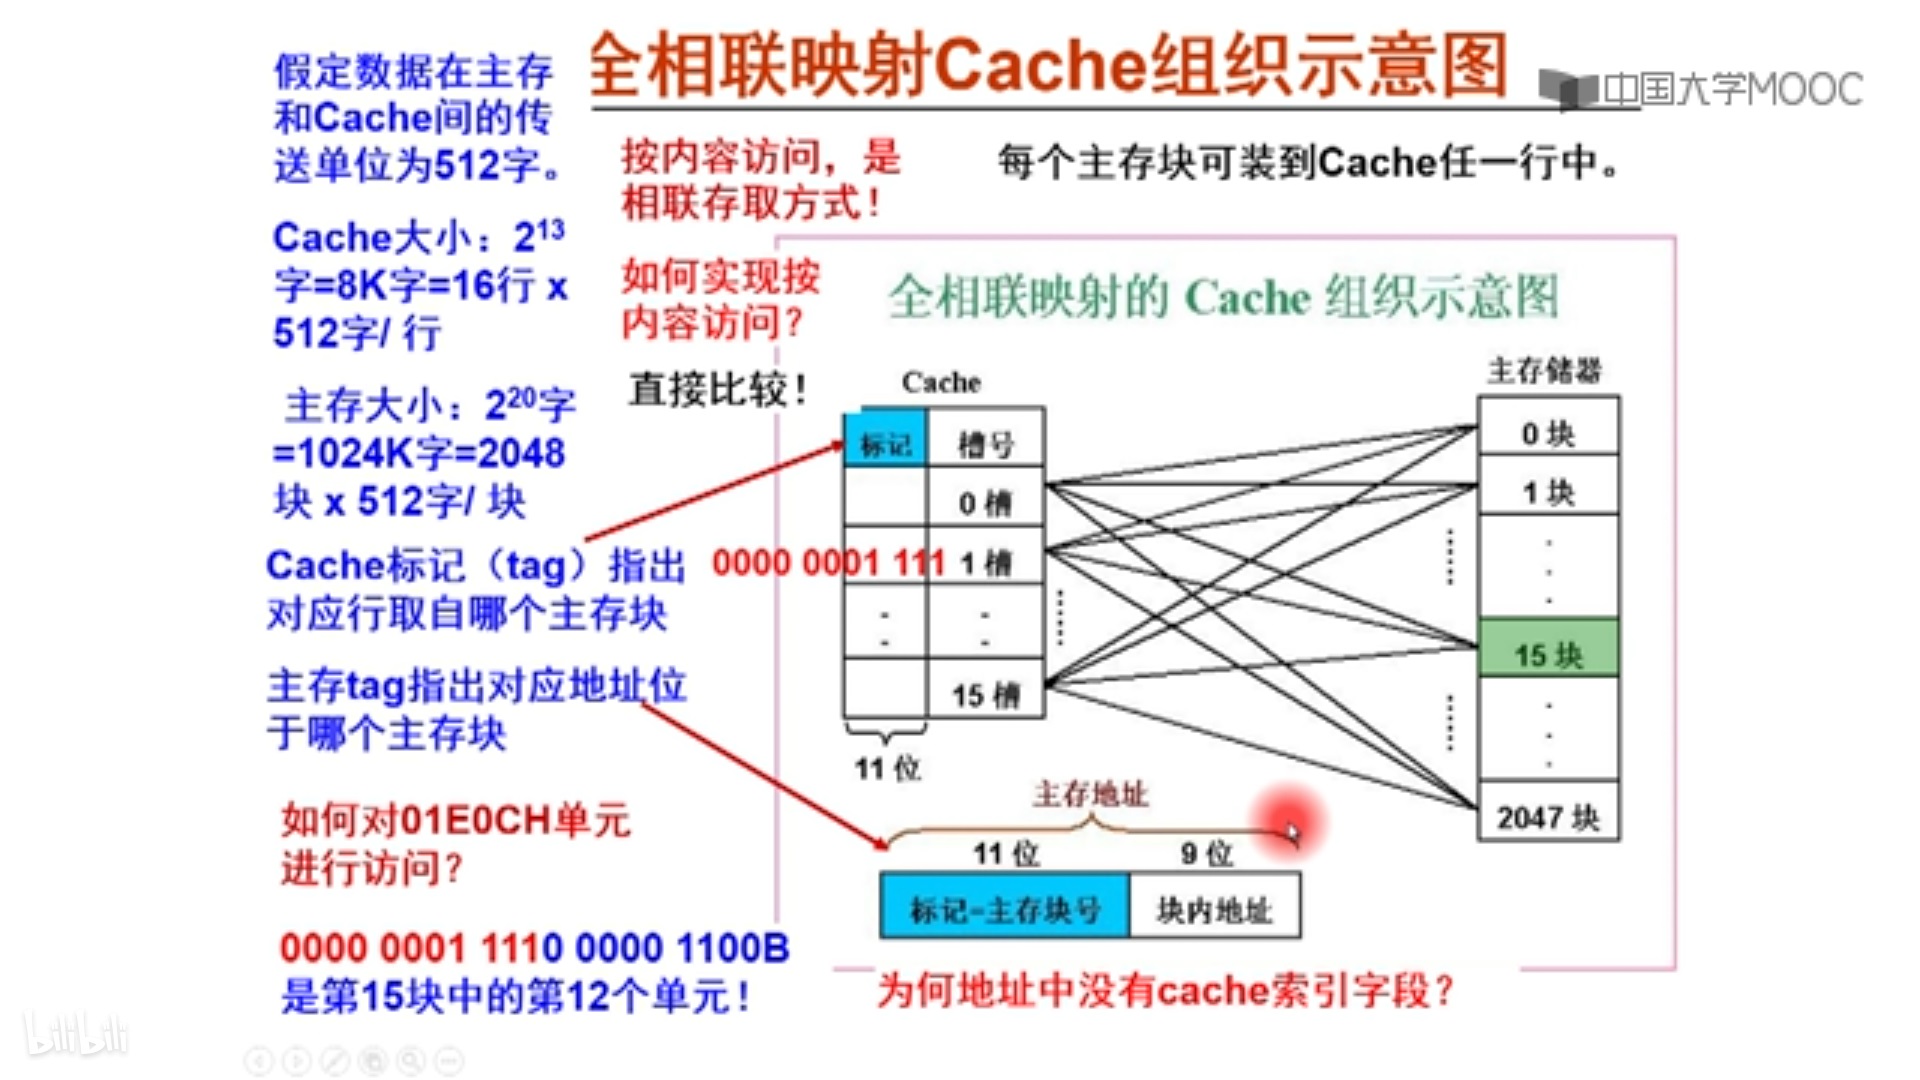 全相联映射Cache组织示意图
中国大学MOOC
假定数据在主存
和Cache间的传
送单位为512字。
Cache大小：2¹³
字=8K字=16行 x
512字/ 行
主存大小：2²⁰字
=1024K字=2048
块 x 512字/ 块
Cache标记（tag）指出
对应行取自哪个主存块
主存tag指出对应地址位
于哪个主存块
如何对01E0CH单元
进行访问？
0000 0001 1110 0000 1100B
是第15块中的第12个单元！
按内容访问，是
相联存取方式！
如何实现按
内容访问？
直接比较！
每个主存块可装到Cache任一行中。
全相联映射的 Cache 组织示意图
Cache
标记 槽号
0 槽
0000 0001 111 1 槽
15 槽
11 位
主存储器
0 块
1 块
15 块
2047 块
主存地址
11 位 9 位
标记=主存块号 块内地址
为何地址中没有cache索引字段？
bilibili